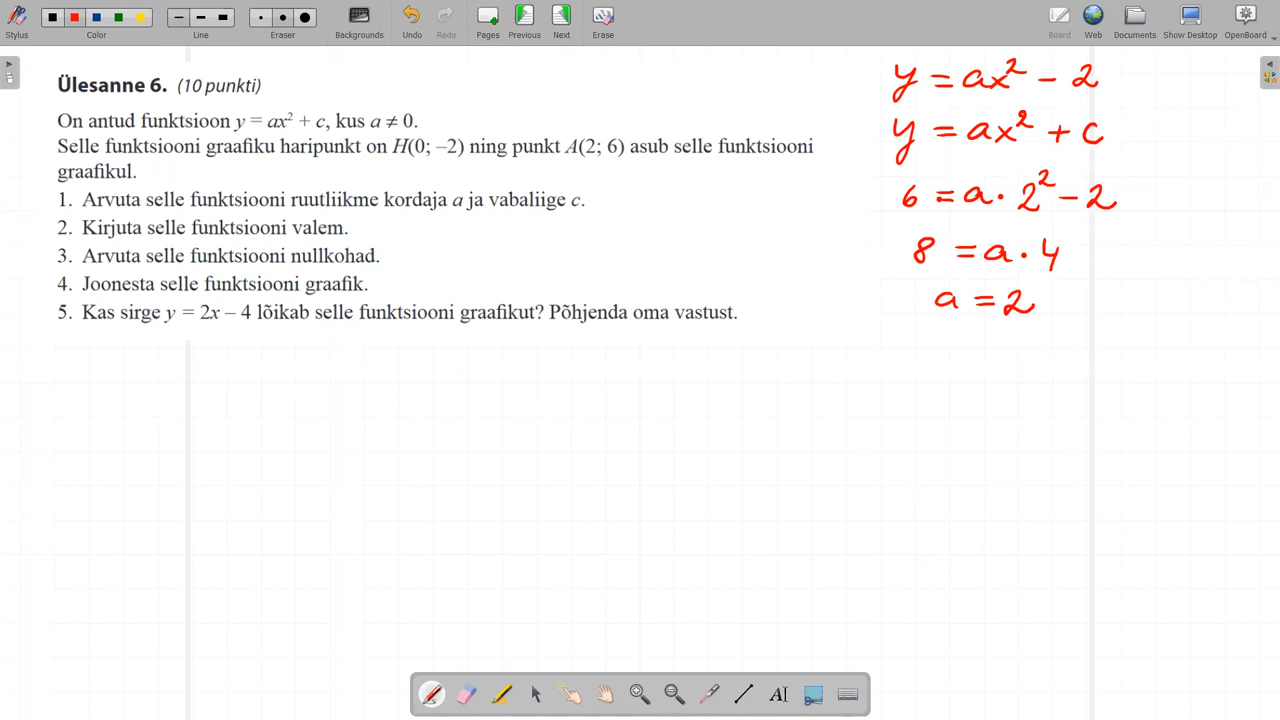 Stylus
Color
Line
Eraser
Backgrounds
Undo
Redo
Pages
Previous
Next
Erase
Board
Web
Documents
Show Desktop
OpenBoard
Ülesanne 6. (10 punkti)
On antud funktsioon y = ax² + c, kus a ≠ 0.
Selle funktsiooni graafiku haripunkt on H(0; –2) ning punkt A(2; 6) asub selle funktsiooni
graafikul.
1. Arvuta selle funktsiooni ruutliikme kordaja a ja vabaliige c.
2. Kirjuta selle funktsiooni valem.
3. Arvuta selle funktsiooni nullkohad.
4. Joonesta selle funktsiooni graafik.
5. Kas sirge y = 2x – 4 lõikab selle funktsiooni graafikut? Põhjenda oma vastust.
y = ax² – 2
y = ax² + c
6 = a · 2² – 2
8 = a · 4
a = 2
AI